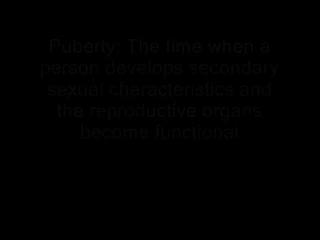 Puberty: The time when a
person develops secondary
sexual characteristics and
the reproductive organs
become functional